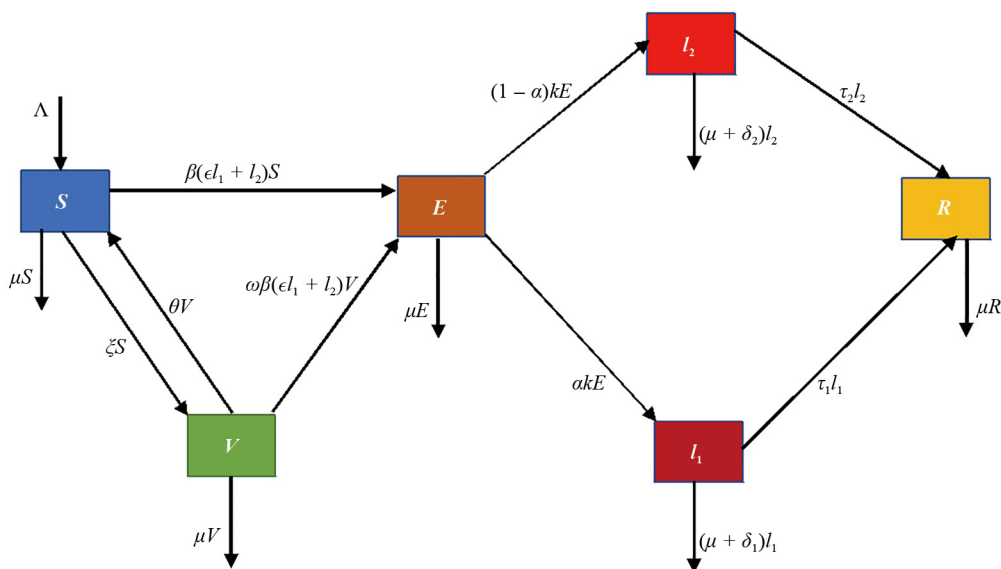 l₂
(1 – α)kE
τ₂l₂
Λ
(μ + δ₂)l₂
β(ϵl₁ + l₂)S
S
E
R
μS
θV
ωβ(ϵl₁ + l₂)V
μE
μR
ξS
αkE
τ₁l₁
V
l₁
μV
(μ + δ₁)l₁